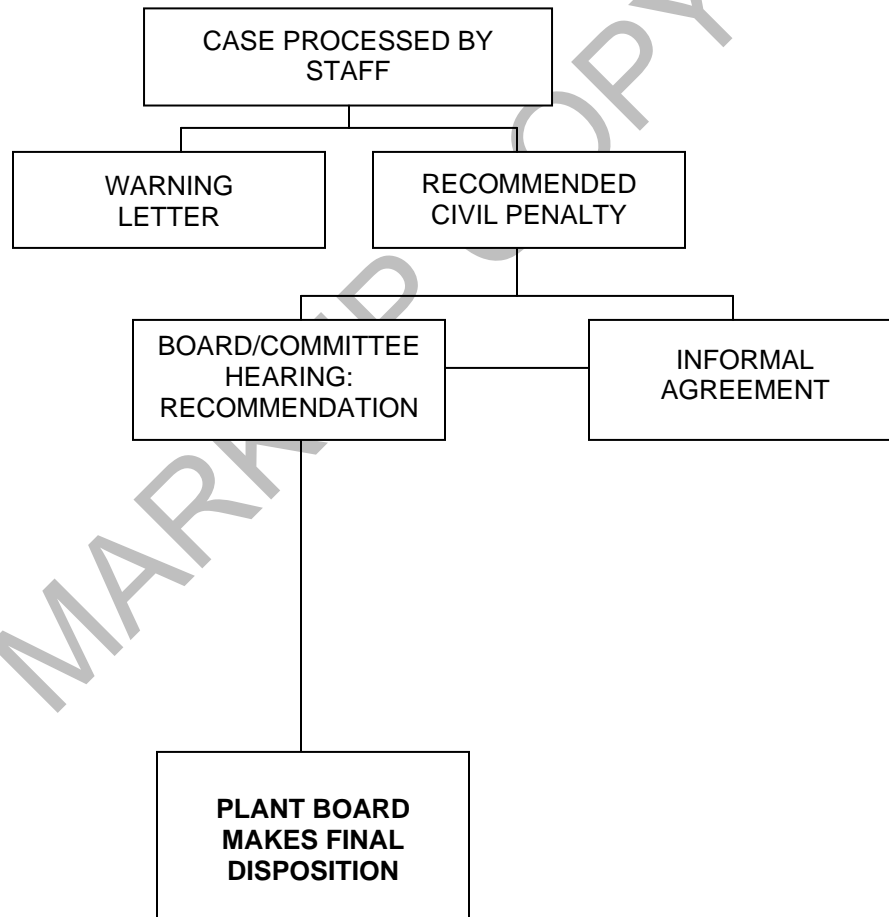 CASE PROCESSED BY
STAFF
WARNING
LETTER
RECOMMENDED
CIVIL PENALTY
BOARD/COMMITTEE
HEARING:
RECOMMENDATION
INFORMAL
AGREEMENT
PLANT BOARD
MAKES FINAL
DISPOSITION
MARKUP COPY